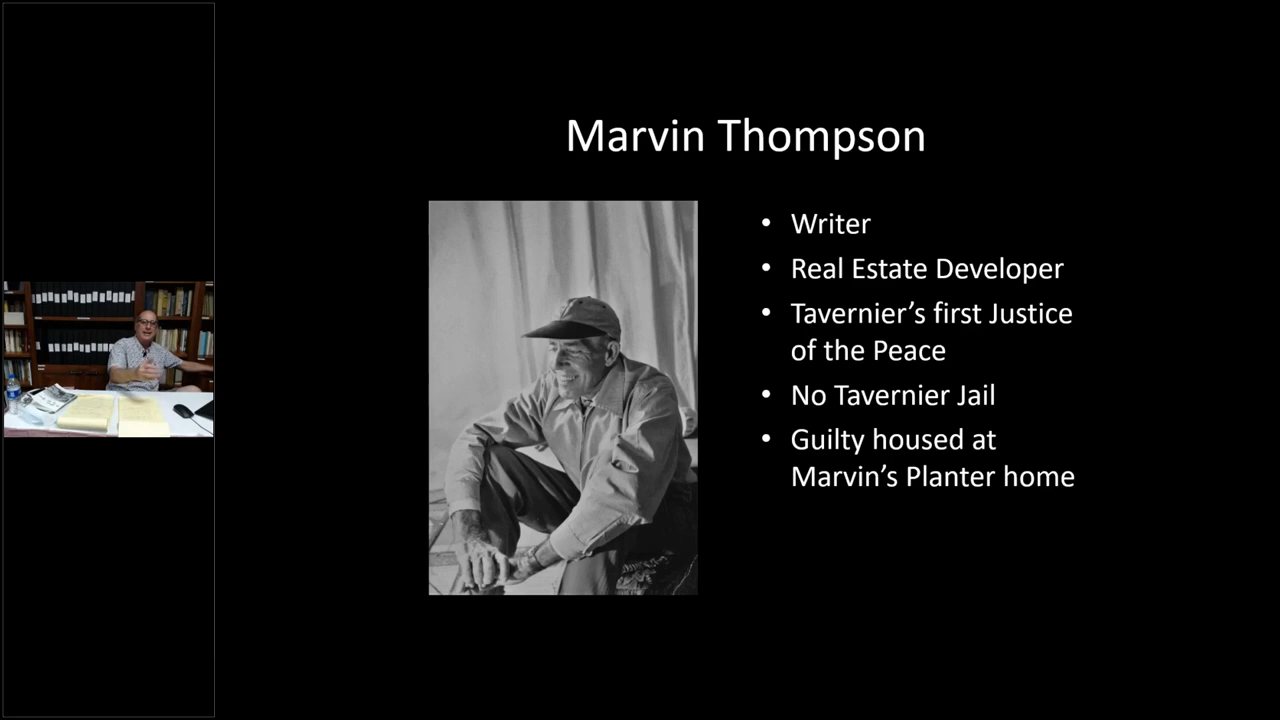 Marvin Thompson
• Writer
• Real Estate Developer
• Tavernier’s first Justice
of the Peace
• No Tavernier Jail
• Guilty housed at
Marvin’s Planter home